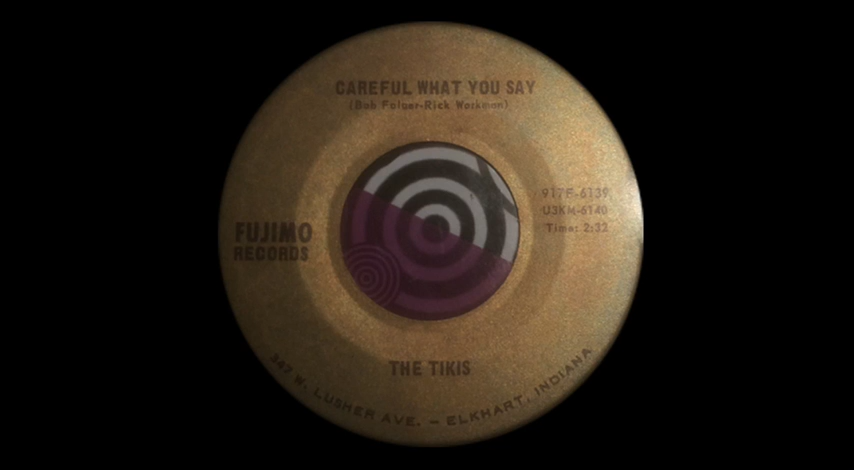 CAREFUL WHAT YOU SAY
(Bob Folger-Rick Workman)
917F-6139
U3KM-6140
Time: 2:32
FUJIMO
RECORDS
THE TIKIS
347 W. LUSHER AVE. — ELKHART, INDIANA